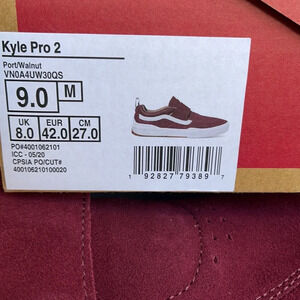 Kyle Pro 2
Port/Walnut
VN0A4UW30QS
9.0 M
UK EUR CM
8.0 42.0 27.0
PO#4001062101
ICC - 05/20
CPSIA PO/CUT#
400106210100020
1 92827 79389 7